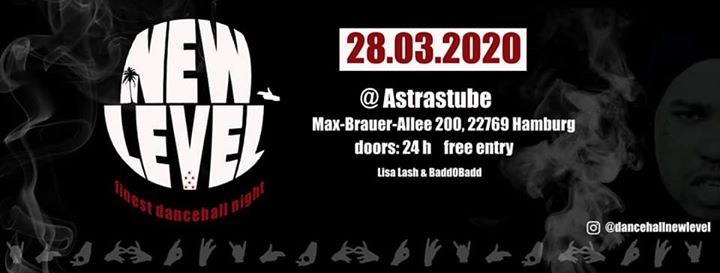 NEW
LEVEL
finest dancehall night
28.03.2020
@ Astrastube
Max-Brauer-Allee 200, 22769 Hamburg
doors: 24 h free entry
Lisa Lash & BaddOBadd
@dancehallnewlevel